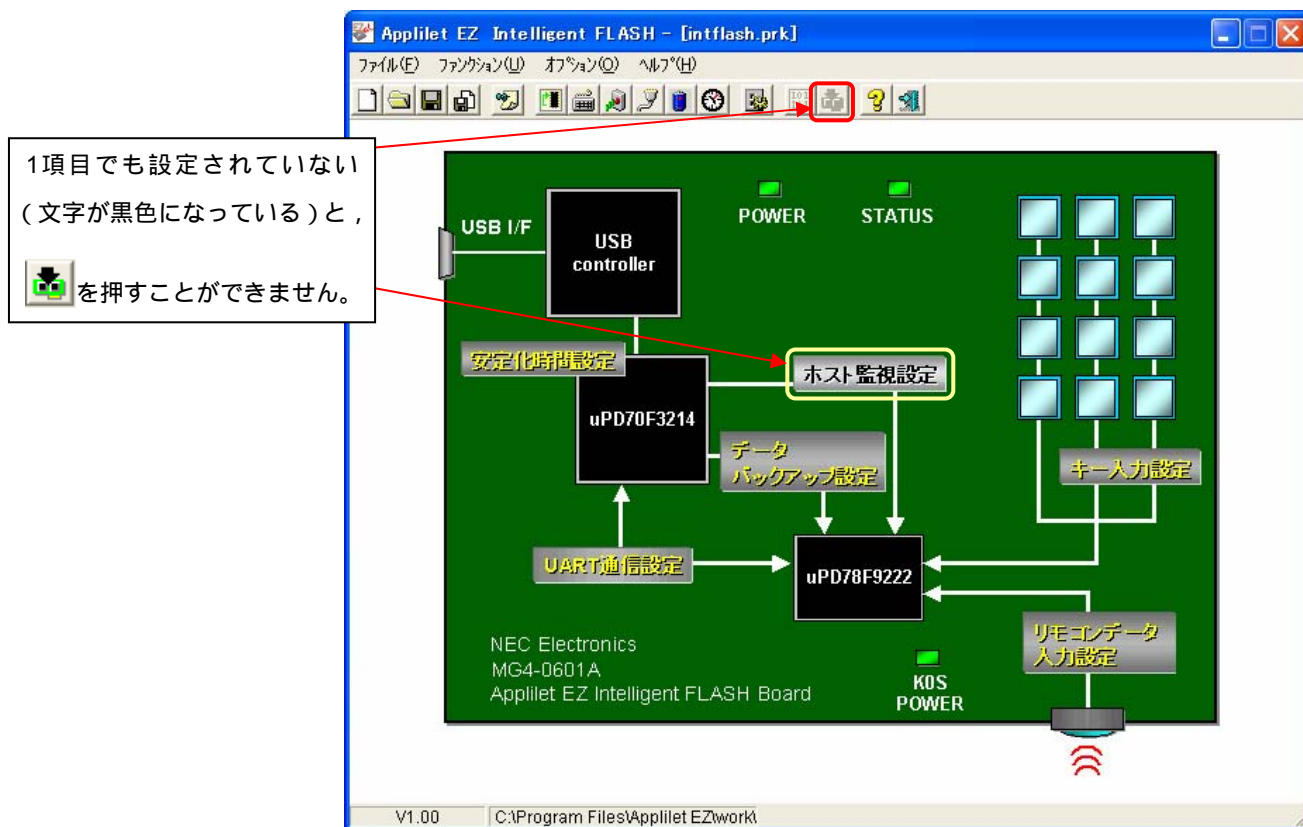 Applilet EZ Intelligent FLASH - [intflash.prk]
ﾌｧｲﾙ(F) ﾌｧﾝｸｼｮﾝ(U) ｵﾌﾟｼｮﾝ(O) ﾍﾙﾌﾟ(H)
1項目でも設定されていない
（文字が黒色になっている）と，
を押すことができません。
USB I/F
USB
controller
POWER
STATUS
安定化時間設定
ホスト監視設定
uPD70F3214
データ
バックアップ設定
キー入力設定
UART通信設定
uPD78F9222
リモコンデータ
入力設定
NEC Electronics
MG4-0601A
Applilet EZ Intelligent FLASH Board
K0S
POWER
V1.00
C:\Program Files\Applilet EZ\work\